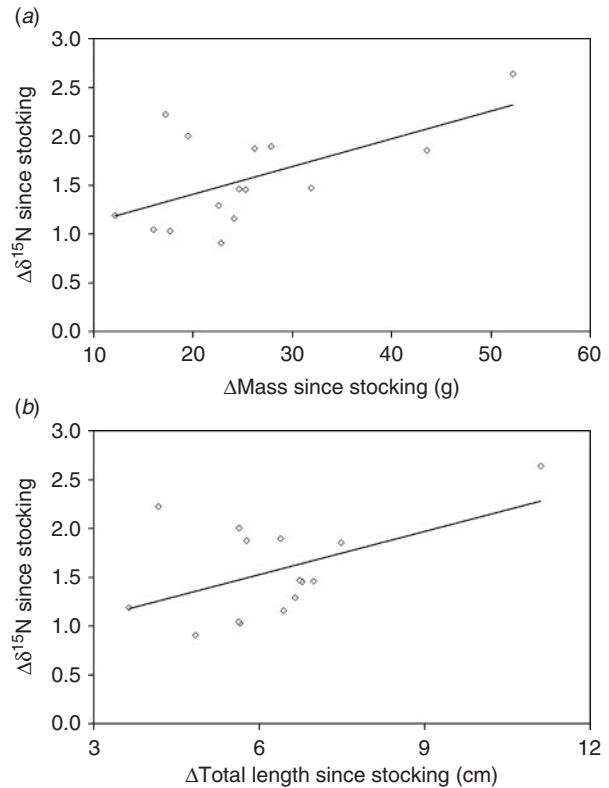 (a)
3.0
2.5
2.0
1.5
1.0
0.5
0.0
Δδ¹⁵N since stocking
10 20 30 40 50 60
ΔMass since stocking (g)
(b)
3.0
2.5
2.0
1.5
1.0
0.5
0.0
Δδ¹⁵N since stocking
3 6 9 12
ΔTotal length since stocking (cm)